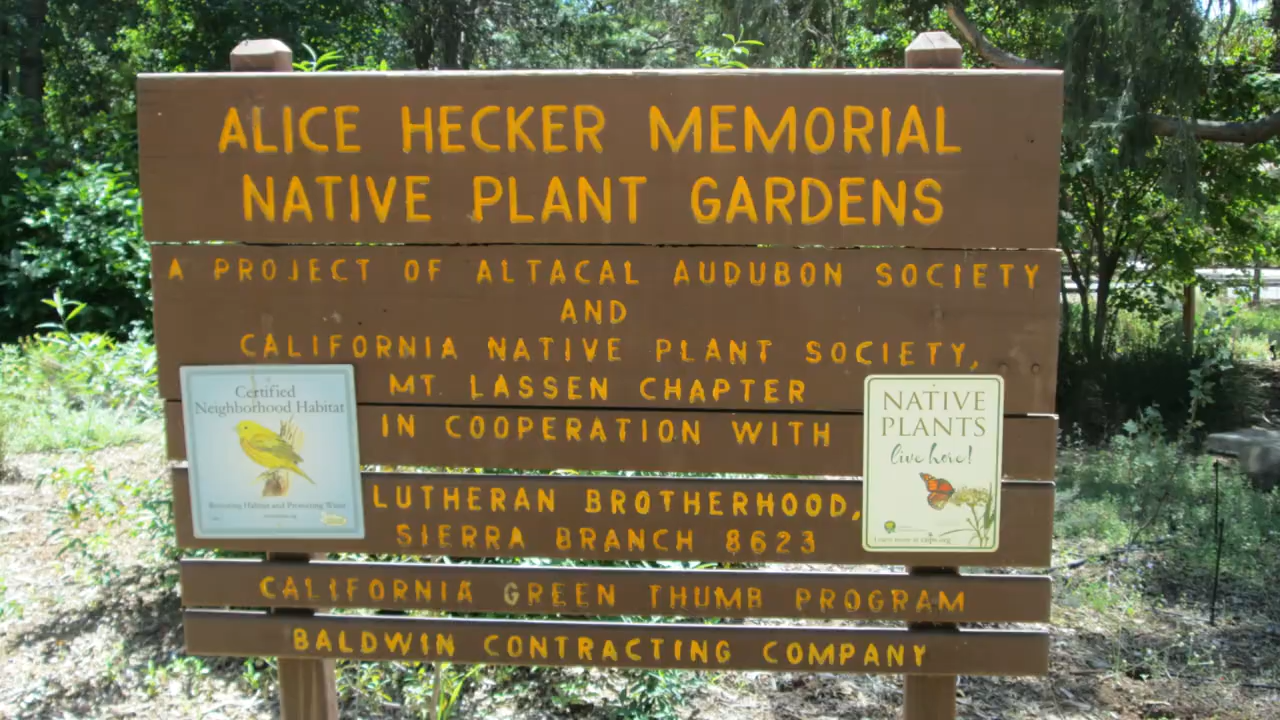 ALICE HECKER MEMORIAL
NATIVE PLANT GARDENS
A PROJECT OF ALTACAL AUDUBON SOCIETY
AND
CALIFORNIA NATIVE PLANT SOCIETY,
MT. LASSEN CHAPTER
IN COOPERATION WITH
LUTHERAN BROTHERHOOD,
SIERRA BRANCH 8623
CALIFORNIA GREEN THUMB PROGRAM
BALDWIN CONTRACTING COMPANY
Certified
Neighborhood Habitat
Restoring Habitat and Protecting Water
NATIVE
PLANTS
live here!
Learn more at cnps.org